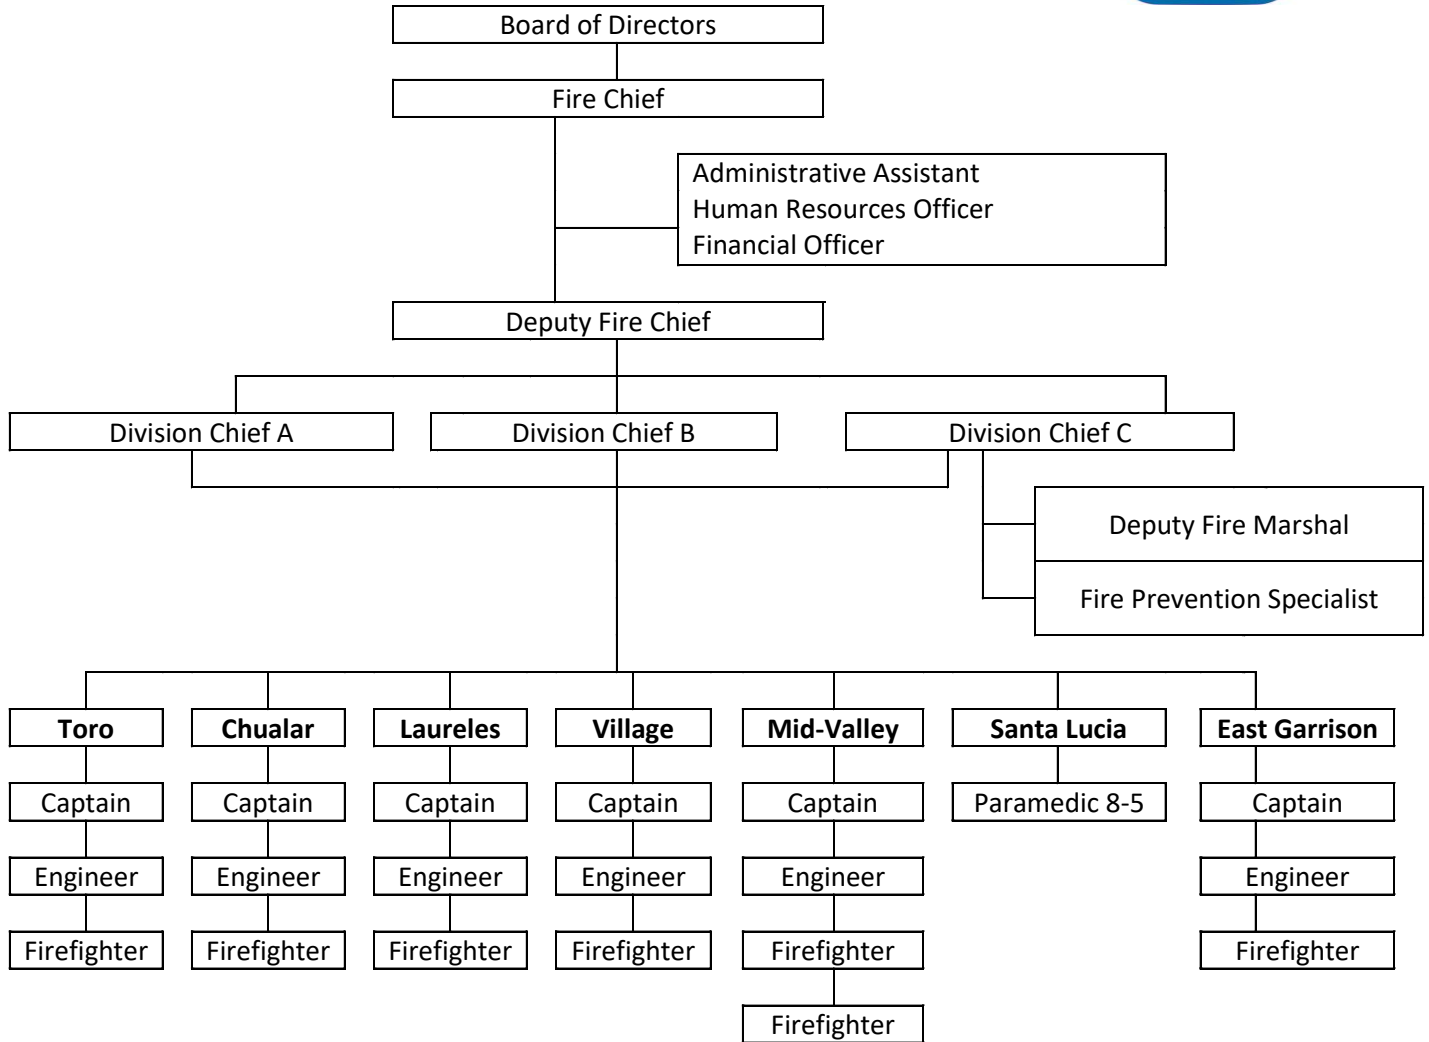 Board of Directors
Fire Chief
Administrative Assistant
Human Resources Officer
Financial Officer
Deputy Fire Chief
Division Chief A
Division Chief B
Division Chief C
Deputy Fire Marshal
Fire Prevention Specialist
Toro
Chualar
Laureles
Village
Mid-Valley
Santa Lucia
East Garrison
Captain
Captain
Captain
Captain
Captain
Paramedic 8-5
Captain
Engineer
Engineer
Engineer
Engineer
Engineer
Engineer
Firefighter
Firefighter
Firefighter
Firefighter
Firefighter
Firefighter
Firefighter